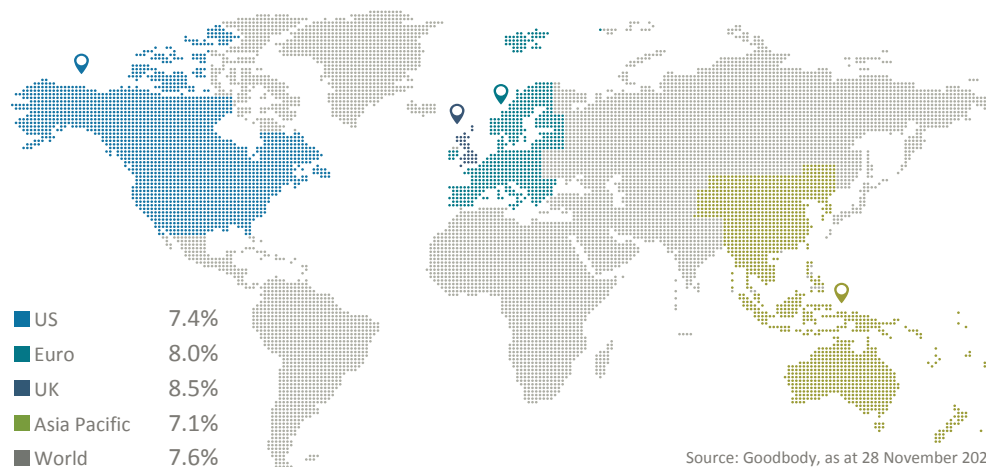 US 7.4%
Euro 8.0%
UK 8.5%
Asia Pacific 7.1%
World 7.6%
Source: Goodbody, as at 28 November 202